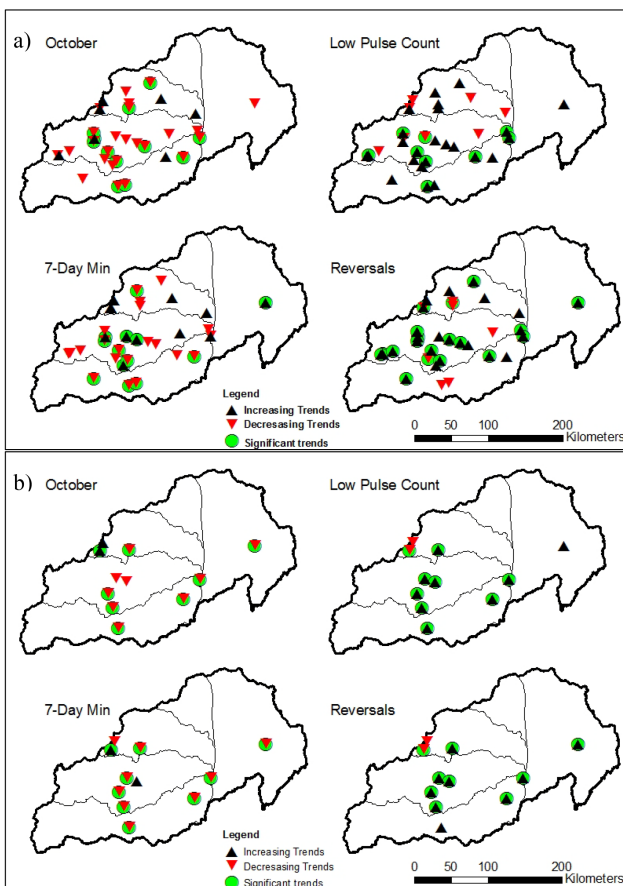 a)
October
Low Pulse Count
7-Day Min
Reversals
Legend
Increasing Trends
Decresasing Trends
Significant trends
0 50 100 200
Kilometers
b)
October
Low Pulse Count
7-Day Min
Reversals
Legend
Increasing Trends
Decresasing Trends
Significant trends
0 50 100 200
Kilometers